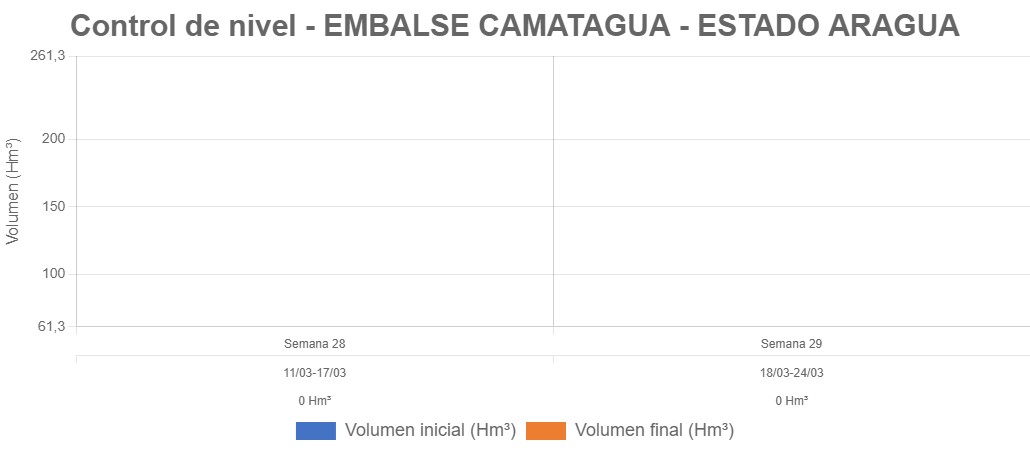 Control de nivel - EMBALSE CAMATAGUA - ESTADO ARAGUA
Volumen (Hm³)
261,3
200
150
100
61,3
Semana 28 Semana 29
11/03-17/03 18/03-24/03
0 Hm³ 0 Hm³
Volumen inicial (Hm³) Volumen final (Hm³)